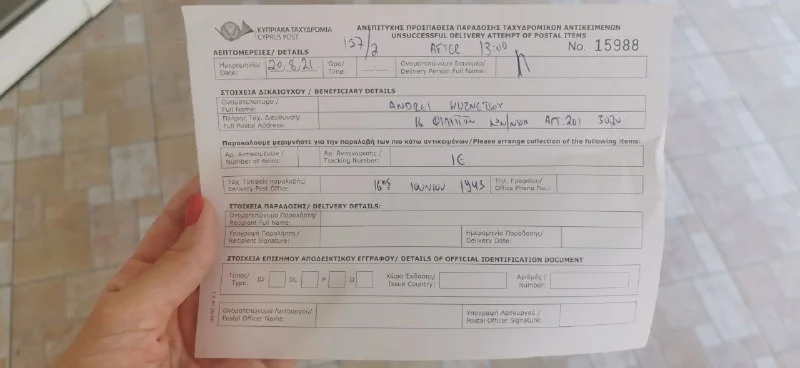 ΚΥΠΡΙΑΚΑ ΤΑΧΥΔΡΟΜΕΙΑ
CYPRUS POST
ΑΝΕΠΙΤΥΧΗΣ ΠΡΟΣΠΑΘΕΙΑ ΠΑΡΑΔΟΣΗΣ ΤΑΧΥΔΡΟΜΙΚΩΝ ΑΝΤΙΚΕΙΜΕΝΩΝ
UNSUCCESSFUL DELIVERY ATTEMPT OF POSTAL ITEMS
157/2 AFTER 13:00 No. 15988
ΛΕΠΤΟΜΕΡΕΙΕΣ/ DETAILS
Ημερομηνία/ Date: 20.8.21 Ώρα/ Time: Ονοματεπώνυμο Διανομέα/ Delivery Person Full Name:
ΣΤΟΙΧΕΙΑ ΔΙΚΑΙΟΥΧΟΥ / BENEFICIARY DETAILS
Ονοματεπώνυμο / Full Name: ANDREI KUZNETSOV
Πλήρης Ταχ. Διεύθυνση/ Full Postal Address: 16 ΑΡΤ. 201 3020
Παρακαλούμε μεριμνήστε για την παραλαβή των πιο κάτω αντικειμένων/Please arrange collection of the following items:
Αρ. Αντικειμένων / Number of items: Αρ. Αναγνώρισης / Tracking Number: 1€
Ταχ. Γραφείο παραλαβής/ Delivery Post Office: 16ης ΙΟΥΝΙΟΥ 1943 Τηλ. Γραφείου/ Office Phone No.:
ΣΤΟΙΧΕΙΑ ΠΑΡΑΔΟΣΗΣ/ DELIVERY DETAILS:
Ονοματεπώνυμο Παραλήπτη/ Recipient Full Name:
Υπογραφή Παραλήπτη / Recipient Signature: Ημερομηνία Παράδοσης/ Delivery Date:
ΣΤΟΙΧΕΙΑ ΕΠΙΣΗΜΟΥ ΑΠΟΔΕΙΚΤΙΚΟΥ ΕΓΓΡΑΦΟΥ/ DETAILS OF OFFICIAL IDENTIFICATION DOCUMENT
Τύπος/ Type: ID DL P O Χώρα Έκδοσης/ Issue Country: Αριθμός / Number:
Ονοματεπώνυμο Λειτουργού/ Postal Officer Name: Υπογραφή Λειτουργού / Postal Officer Signature: